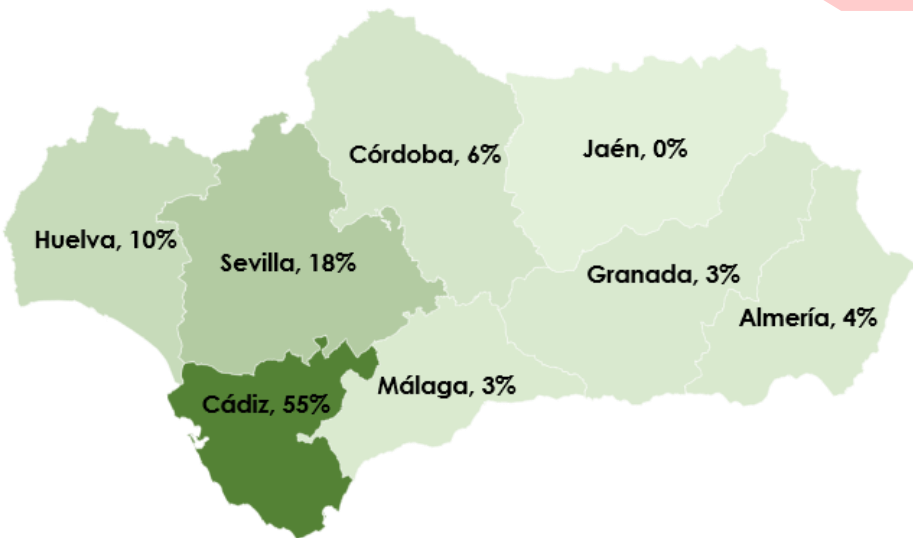 Córdoba, 6%
Jaén, 0%
Huelva, 10%
Sevilla, 18%
Granada, 3%
Almería, 4%
Málaga, 3%
Cádiz, 55%